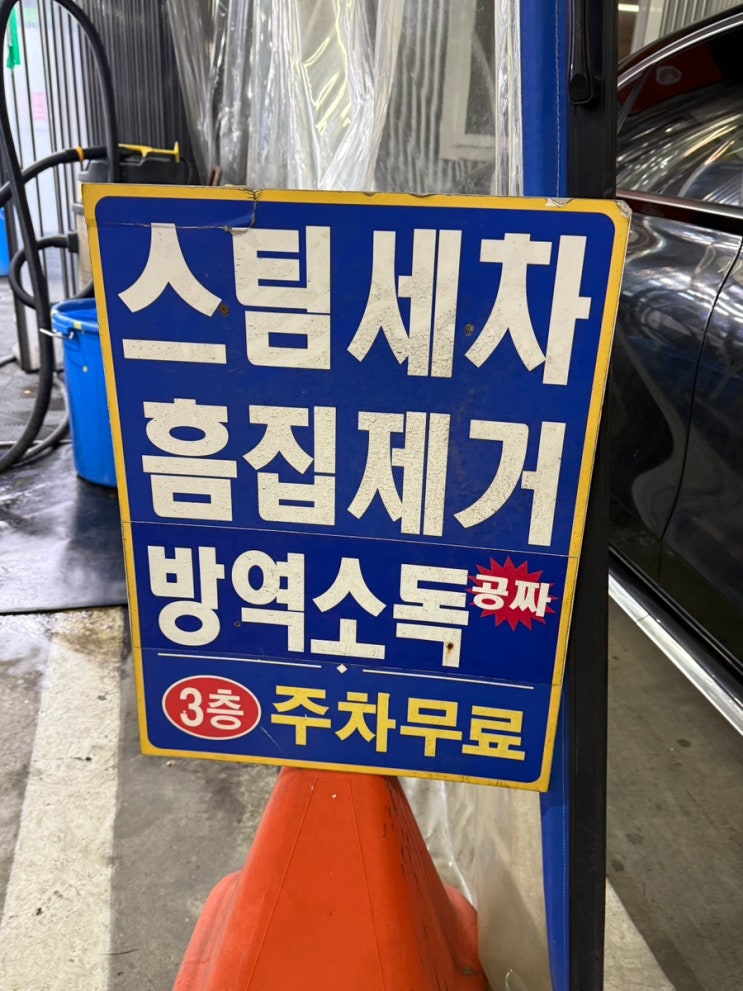 스팀세차
흠집제거
방역소독 공짜
3층 주차무료